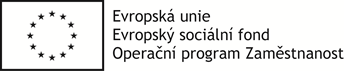 Evropská unie
Evropský sociální fond
Operační program Zaměstnanost